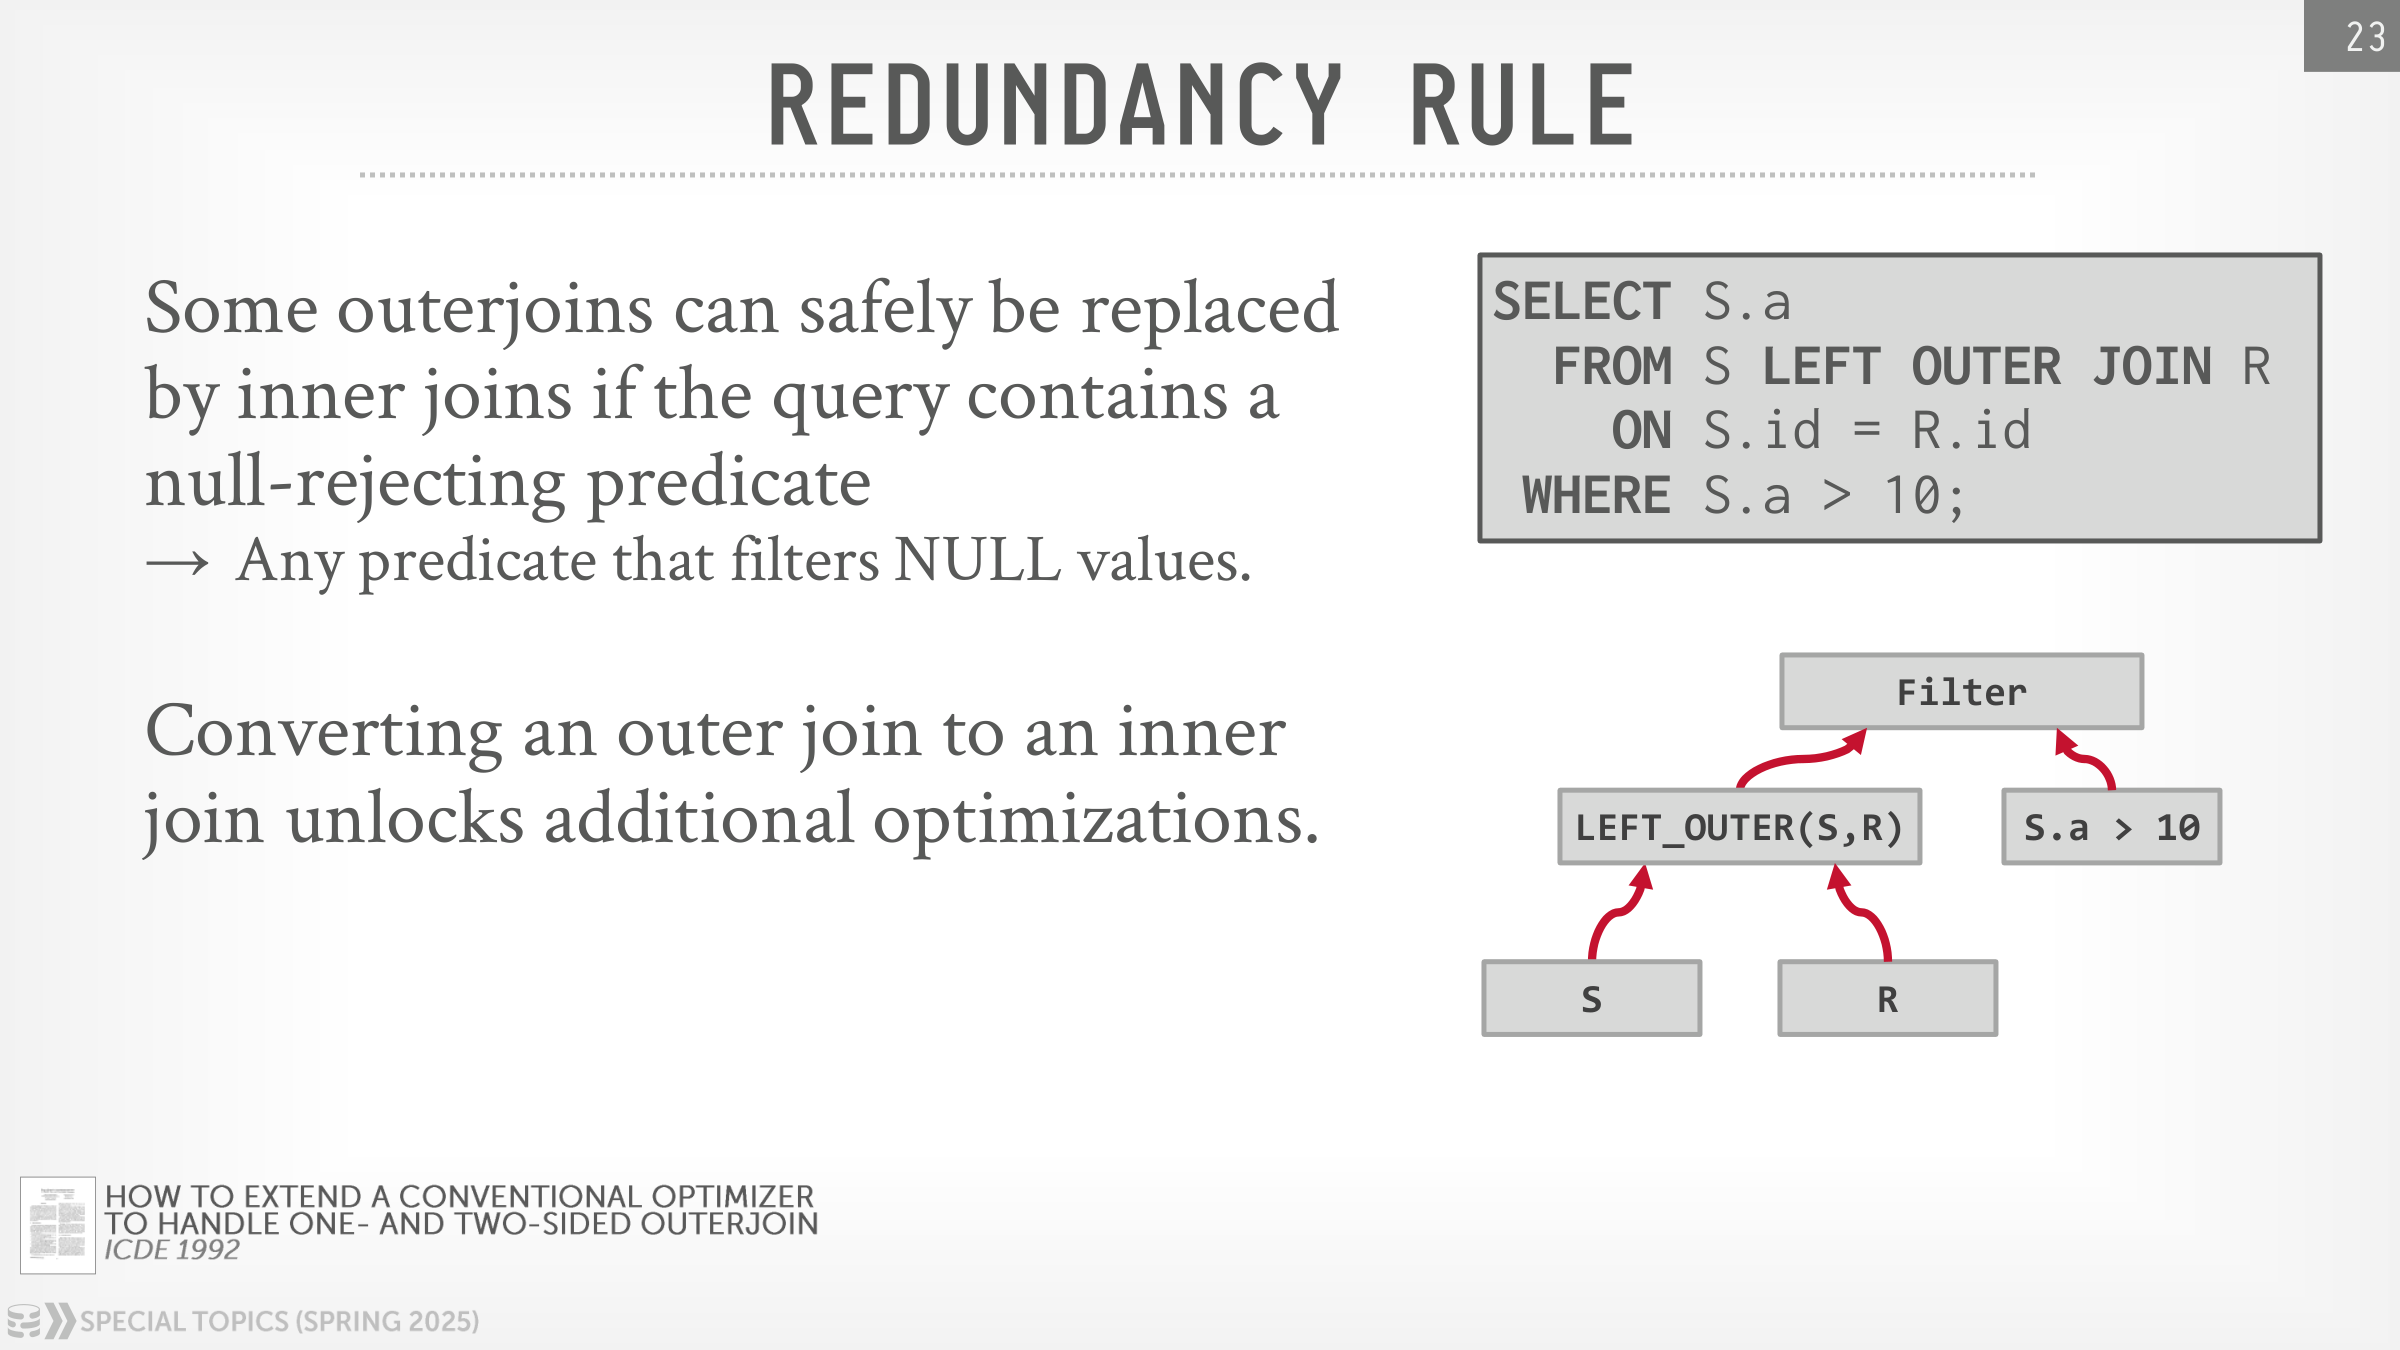 23
REDUNDANCY RULE
Some outerjoins can safely be replaced
by inner joins if the query contains a
null-rejecting predicate
→ Any predicate that filters NULL values.
Converting an outer join to an inner
join unlocks additional optimizations.
SELECT S.a
FROM S LEFT OUTER JOIN R
ON S.id = R.id
WHERE S.a > 10;
Filter
LEFT_OUTER(S,R)
S.a > 10
S
R
HOW TO EXTEND A CONVENTIONAL OPTIMIZER
TO HANDLE ONE- AND TWO-SIDED OUTERJOIN
ICDE 1992
SPECIAL TOPICS (SPRING 2025)